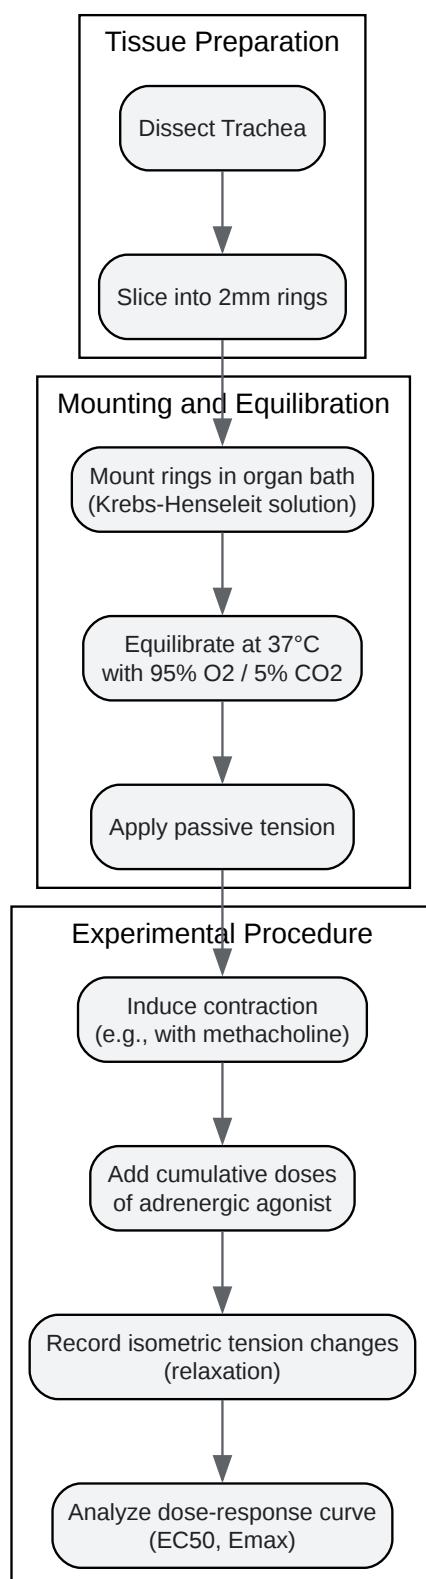 Tissue Preparation
Dissect Trachea
Slice into 2mm rings
Mounting and Equilibration
Mount rings in organ bath
(Krebs-Henseleit solution)
Equilibrate at 37°C
with 95% O2 / 5% CO2
Apply passive tension
Experimental Procedure
Induce contraction
(e.g., with methacholine)
Add cumulative doses
of adrenergic agonist
Record isometric tension changes
(relaxation)
Analyze dose-response curve
(EC50, Emax)